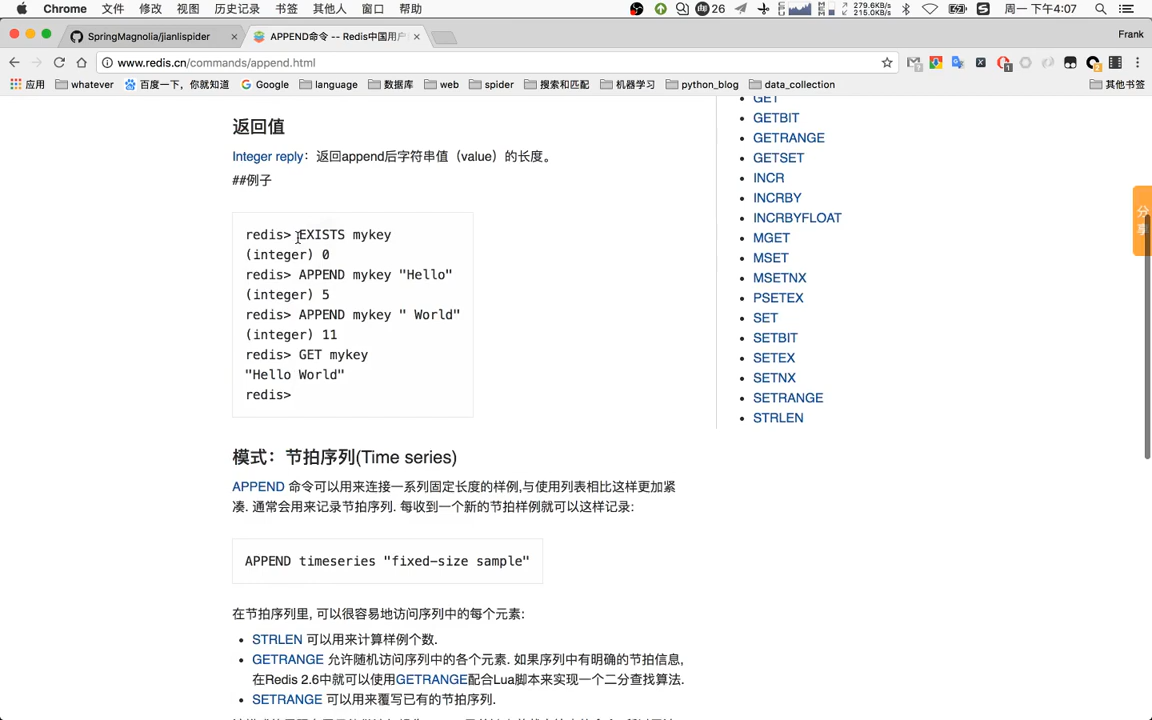 Chrome 文件 修改 视图 历史记录 书签 其他人 窗口 帮助 26 279.6KB/s 215.0KB/s 周一 下午4:07
SpringMagnolia/jianlispider × APPEND命令 -- Redis中国用户 × Frank
www.redis.cn/commands/append.html
应用 whatever 百度一下，你就知道 Google language 数据库 web spider 搜索和匹配 机器学习 python_blog data_collection 其他书签
返回值
Integer reply：返回append后字符串值（value）的长度。
##例子
redis> EXISTS mykey
(integer) 0
redis> APPEND mykey "Hello"
(integer) 5
redis> APPEND mykey " World"
(integer) 11
redis> GET mykey
"Hello World"
redis>
模式：节拍序列(Time series)
APPEND 命令可以用来连接一系列固定长度的样例,与使用列表相比这样更加紧
凑. 通常会用来记录节拍序列. 每收到一个新的节拍样例就可以这样记录:
APPEND timeseries "fixed-size sample"
在节拍序列里, 可以很容易地访问序列中的每个元素:
• STRLEN 可以用来计算样例个数.
• GETRANGE 允许随机访问序列中的各个元素. 如果序列中有明确的节拍信息,
在Redis 2.6中就可以使用GETRANGE配合Lua脚本来实现一个二分查找算法.
• SETRANGE 可以用来覆写已有的节拍序列.
• GET
• GETBIT
• GETRANGE
• GETSET
• INCR
• INCRBY
• INCRBYFLOAT
• MGET
• MSET
• MSETNX
• PSETEX
• SET
• SETBIT
• SETEX
• SETNX
• SETRANGE
• STRLEN
分
享